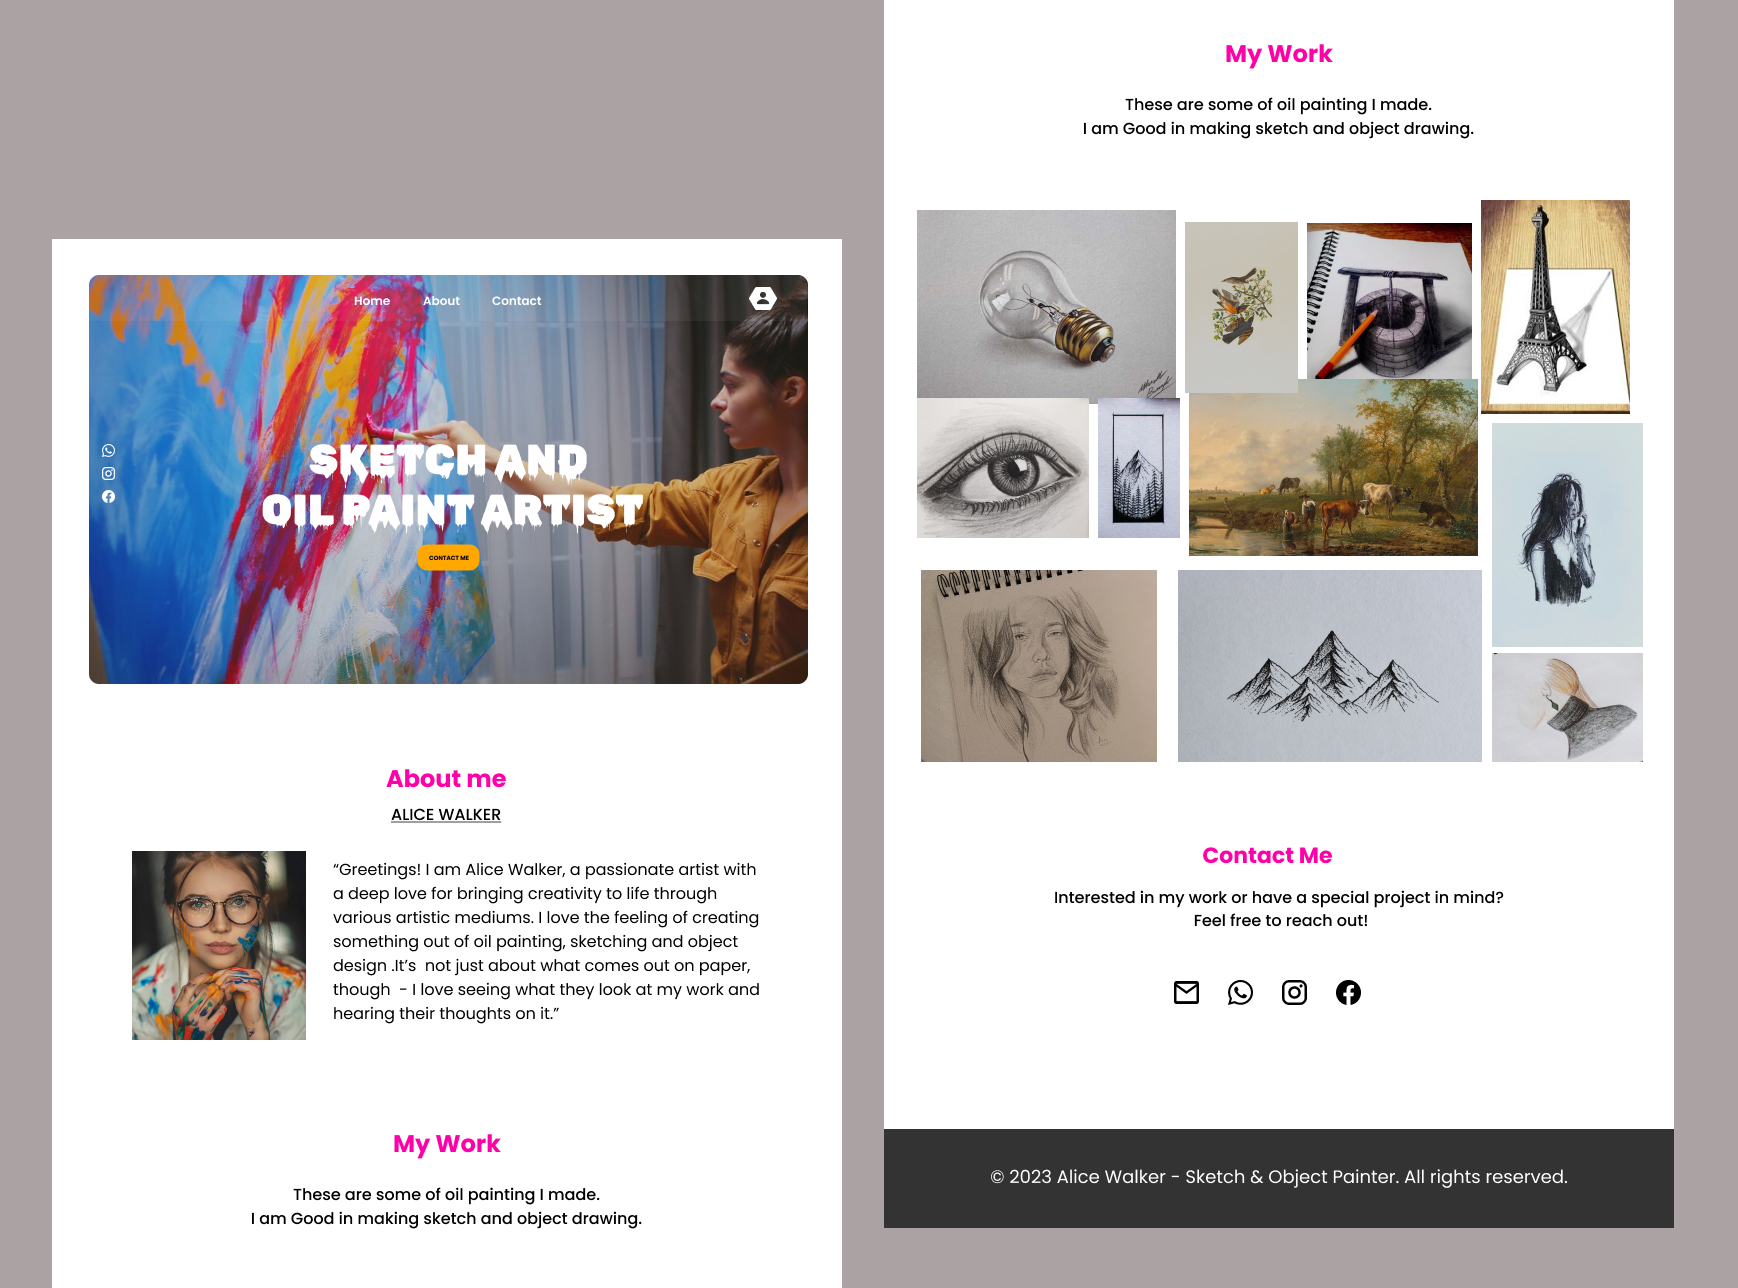 Home About Contact
SKETCH AND
OIL PAINT ARTIST
CONTACT ME
About me
ALICE WALKER
“Greetings! I am Alice Walker, a passionate artist with
a deep love for bringing creativity to life through
various artistic mediums. I love the feeling of creating
something out of oil painting, sketching and object
design .It’s  not just about what comes out on paper,
though  - I love seeing what they look at my work and
hearing their thoughts on it.”
My Work
These are some of oil painting I made.
I am Good in making sketch and object drawing.
My Work
These are some of oil painting I made.
I am Good in making sketch and object drawing.
Contact Me
Interested in my work or have a special project in mind?
Feel free to reach out!
© 2023 Alice Walker - Sketch & Object Painter. All rights reserved.